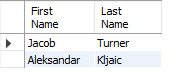 First Name Last Name
Jacob Turner
Aleksandar Kljaic